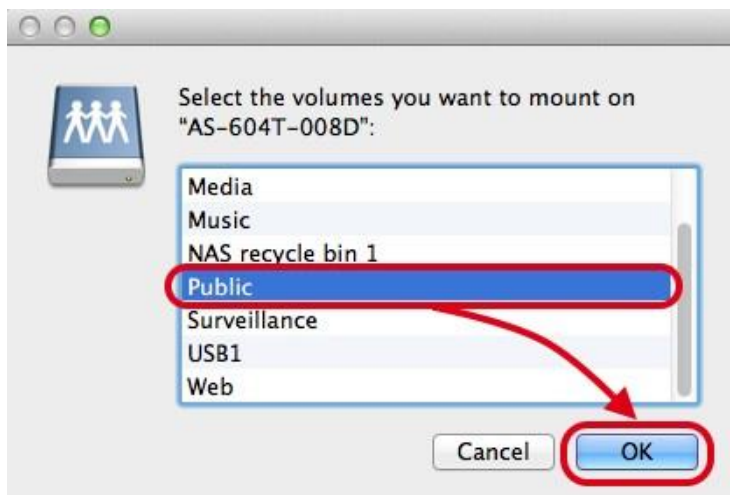 Select the volumes you want to mount on
“AS-604T-008D”:
Media
Music
NAS recycle bin 1
Public
Surveillance
USB1
Web
Cancel
OK